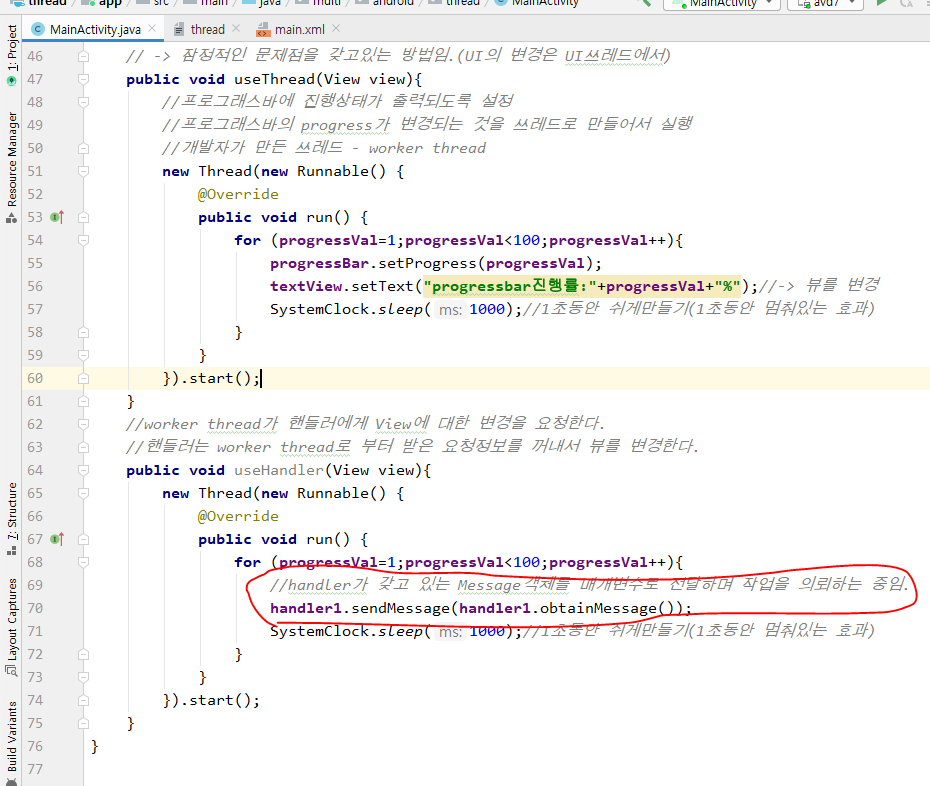 thread app src main java multi android thread MainActivity MainActivity avd7
MainActivity.java thread main.xml
1: Project
Resource Manager
7: Structure
Layout Captures
Build Variants
46 // -> 잠정적인 문제점을 갖고있는 방법임.(UI의 변경은 UI쓰레드에서)
47 public void useThread(View view){
48 //프로그래스바에 진행상태가 출력되도록 설정
49 //프로그래스바의 progress가 변경되는 것을 쓰레드로 만들어서 실행
50 //개발자가 만든 쓰레드 - worker thread
51 new Thread(new Runnable() {
52 @Override
53 public void run() {
54 for (progressVal=1;progressVal<100;progressVal++){
55 progressBar.setProgress(progressVal);
56 textView.setText("progressbar진행률:"+progressVal+"%");//-> 뷰를 변경
57 SystemClock.sleep( ms: 1000);//1초동안 쉬게만들기(1초동안 멈춰있는 효과)
58 }
59 }
60 }).start();
61 }
62 //worker thread가 핸들러에게 View에 대한 변경을 요청한다.
63 //핸들러는 worker thread로 부터 받은 요청정보를 꺼내서 뷰를 변경한다.
64 public void useHandler(View view){
65 new Thread(new Runnable() {
66 @Override
67 public void run() {
68 for (progressVal=1;progressVal<100;progressVal++){
69 //handler가 갖고 있는 Message객체를 매개변수로 전달하며 작업을 의뢰하는 중임.
70 handler1.sendMessage(handler1.obtainMessage());
71 SystemClock.sleep( ms: 1000);//1초동안 쉬게만들기(1초동안 멈춰있는 효과)
72 }
73 }
74 }).start();
75 }
76 }
77